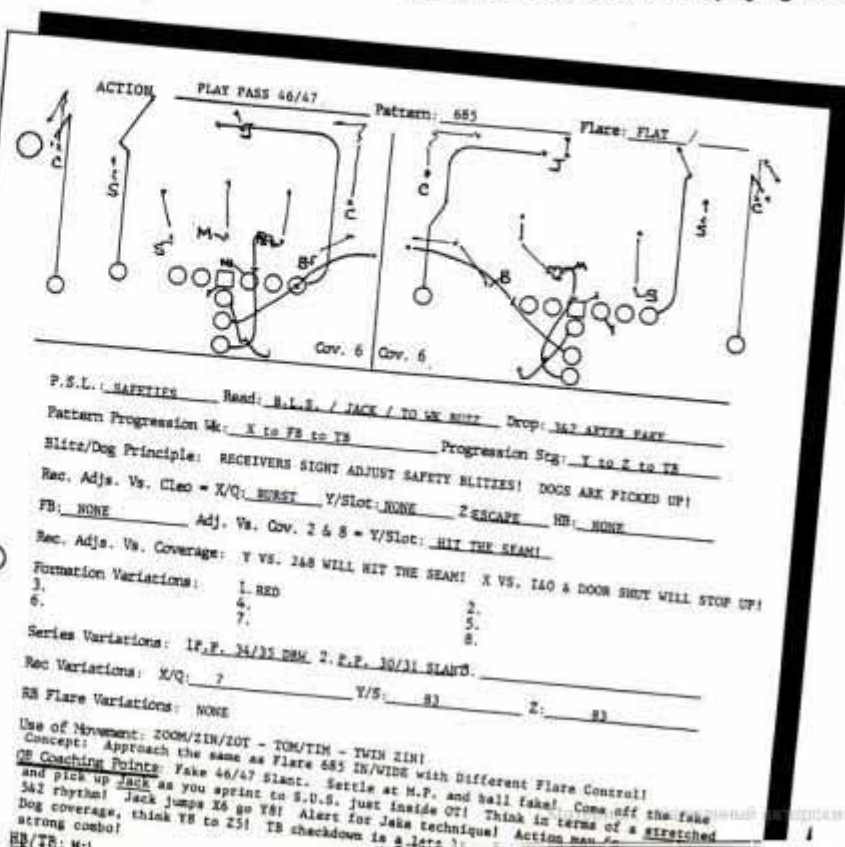 ACTION PLAY PASS 46/47 Pattern: 685 Flare: FLAT
C S S C C J S C
S M B B M S
Cov. 6 Cov. 6
P.S.L.: SAFETIES Read: B.L.S. / JACK / TO WK BUZZ Drop: 3&2 AFTER FAKE
Pattern Progression Wk: X to FB to TB Progression Stg: Y to Z to TB
Blitz/Dog Principle: RECEIVERS SIGHT ADJUST SAFETY BLITZES! DOGS ARE PICKED UP!
Rec. Adjs. Vs. Cleo = X/Q: BURST Y/Slot: NONE Z: ESCAPE HB: NONE
FB: NONE Adj. Vs. Cov. 2 & 8 = Y/Slot: HIT THE SEAM!
Rec. Adjs. Vs. Coverage: Y VS. 2&8 WILL HIT THE SEAM! X VS. 1&0 & DOOR SHUT WILL STOP UP!
Formation Variations: 1. RED 2.
3. 4. 5.
6. 7. 8.
Series Variations: 1P.P. 34/35 DBW 2. P.P. 30/31 SLANT
Rec Variations: X/Q: 7 Y/S: 83 Z: 83
RB Flare Variations: NONE
Use of Movement: ZOOM/ZIN/ZOT - TOM/TIM - TWIN ZIN!
Concept: Approach the same as Flare 685 IN/WIDE with Different Flare Control!
QB Coaching Points: Fake 46/47 Slant. Settle at M.P. and ball fake! Come off the fake
and pick up Jack as you sprint to S.U.S. just inside OT! Think in terms of a stretched
5&2 rhythm! Jack jumps X6 go Y8! Alert for Jake technique! Action may
Dog coverage, think Y8 to Z5! TB checkdown is a
strong combo!
HB/TB: